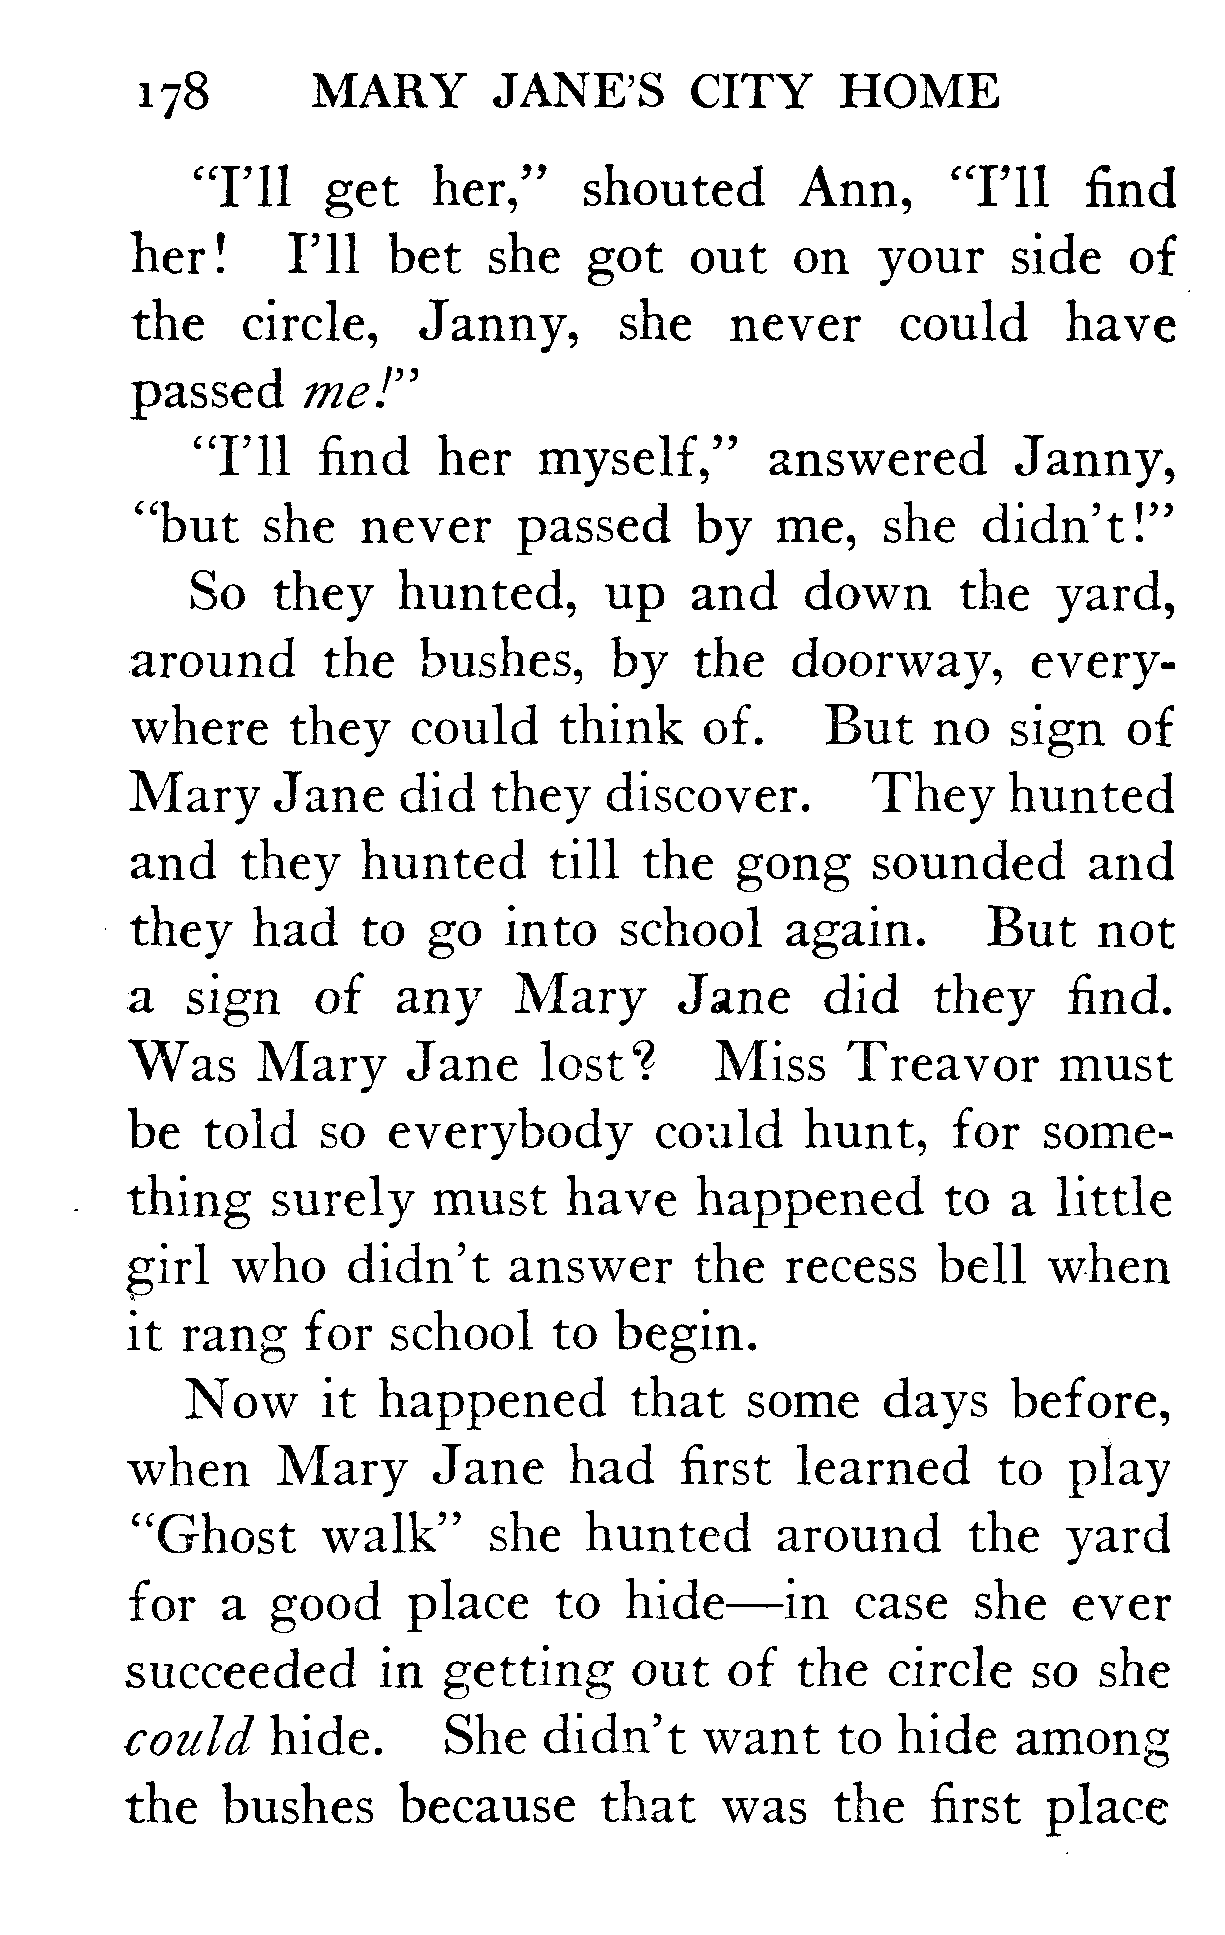 178 MARY JANE'S CITY HOME
"I'll get her," shouted Ann, "I'll find
her! I'll bet she got out on your side of
the circle, Janny, she never could have
passed me!"
"I'll find her myself," answered Janny,
"but she never passed by me, she didn't!"
So they hunted, up and down the yard,
around the bushes, by the doorway, every-
where they could think of. But no sign of
Mary Jane did they discover. They hunted
and they hunted till the gong sounded and
they had to go into school again. But not
a sign of any Mary Jane did they find.
Was Mary Jane lost? Miss Treavor must
be told so everybody could hunt, for some-
thing surely must have happened to a little
girl who didn't answer the recess bell when
it rang for school to begin.
Now it happened that some days before,
when Mary Jane had first learned to play
"Ghost walk" she hunted around the yard
for a good place to hide—in case she ever
succeeded in getting out of the circle so she
could hide. She didn't want to hide among
the bushes because that was the first place